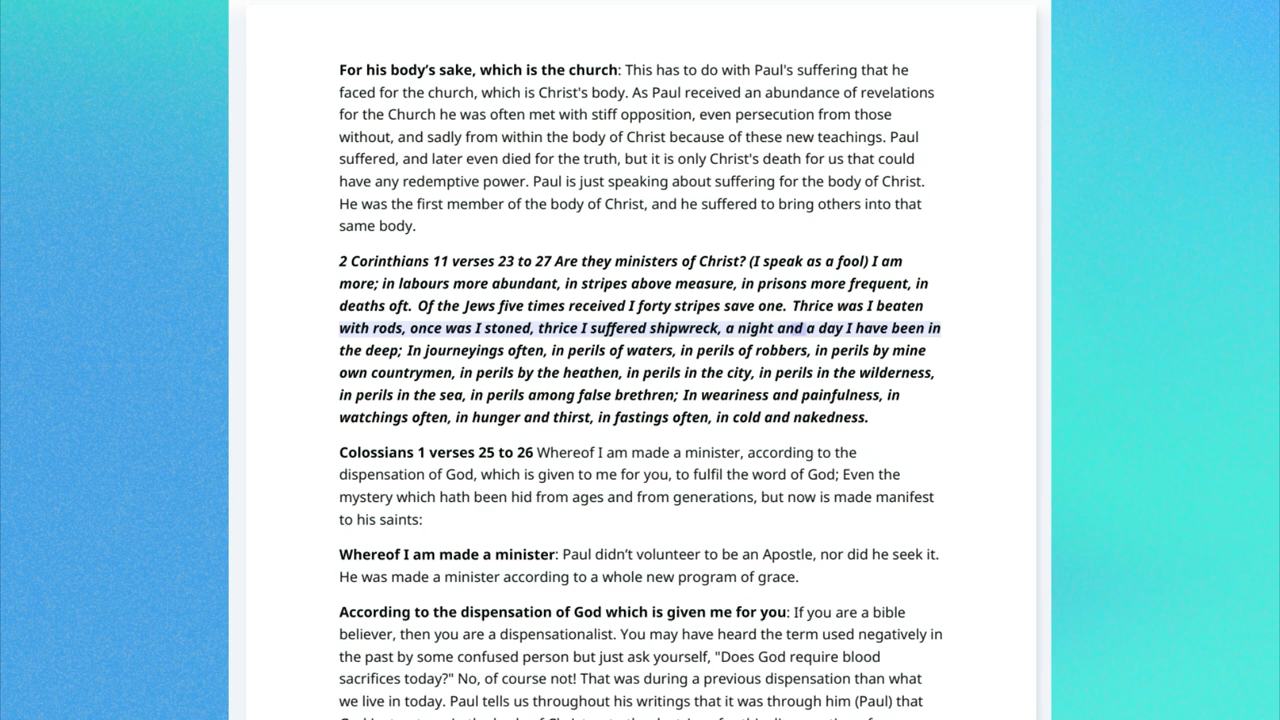 For his body’s sake, which is the church: This has to do with Paul's suffering that he
faced for the church, which is Christ's body. As Paul received an abundance of revelations
for the Church he was often met with stiff opposition, even persecution from those
without, and sadly from within the body of Christ because of these new teachings. Paul
suffered, and later even died for the truth, but it is only Christ's death for us that could
have any redemptive power. Paul is just speaking about suffering for the body of Christ.
He was the first member of the body of Christ, and he suffered to bring others into that
same body.
2 Corinthians 11 verses 23 to 27 Are they ministers of Christ? (I speak as a fool) I am
more; in labours more abundant, in stripes above measure, in prisons more frequent, in
deaths oft. Of the Jews five times received I forty stripes save one. Thrice was I beaten
with rods, once was I stoned, thrice I suffered shipwreck, a night and a day I have been in
the deep; In journeyings often, in perils of waters, in perils of robbers, in perils by mine
own countrymen, in perils by the heathen, in perils in the city, in perils in the wilderness,
in perils in the sea, in perils among false brethren; In weariness and painfulness, in
watchings often, in hunger and thirst, in fastings often, in cold and nakedness.
Colossians 1 verses 25 to 26 Whereof I am made a minister, according to the
dispensation of God, which is given to me for you, to fulfil the word of God; Even the
mystery which hath been hid from ages and from generations, but now is made manifest
to his saints:
Whereof I am made a minister: Paul didn’t volunteer to be an Apostle, nor did he seek it.
He was made a minister according to a whole new program of grace.
According to the dispensation of God which is given me for you: If you are a bible
believer, then you are a dispensationalist. You may have heard the term used negatively in
the past by some confused person but just ask yourself, "Does God require blood
sacrifices today?" No, of course not! That was during a previous dispensation than what
we live in today. Paul tells us throughout his writings that it was through him (Paul) that